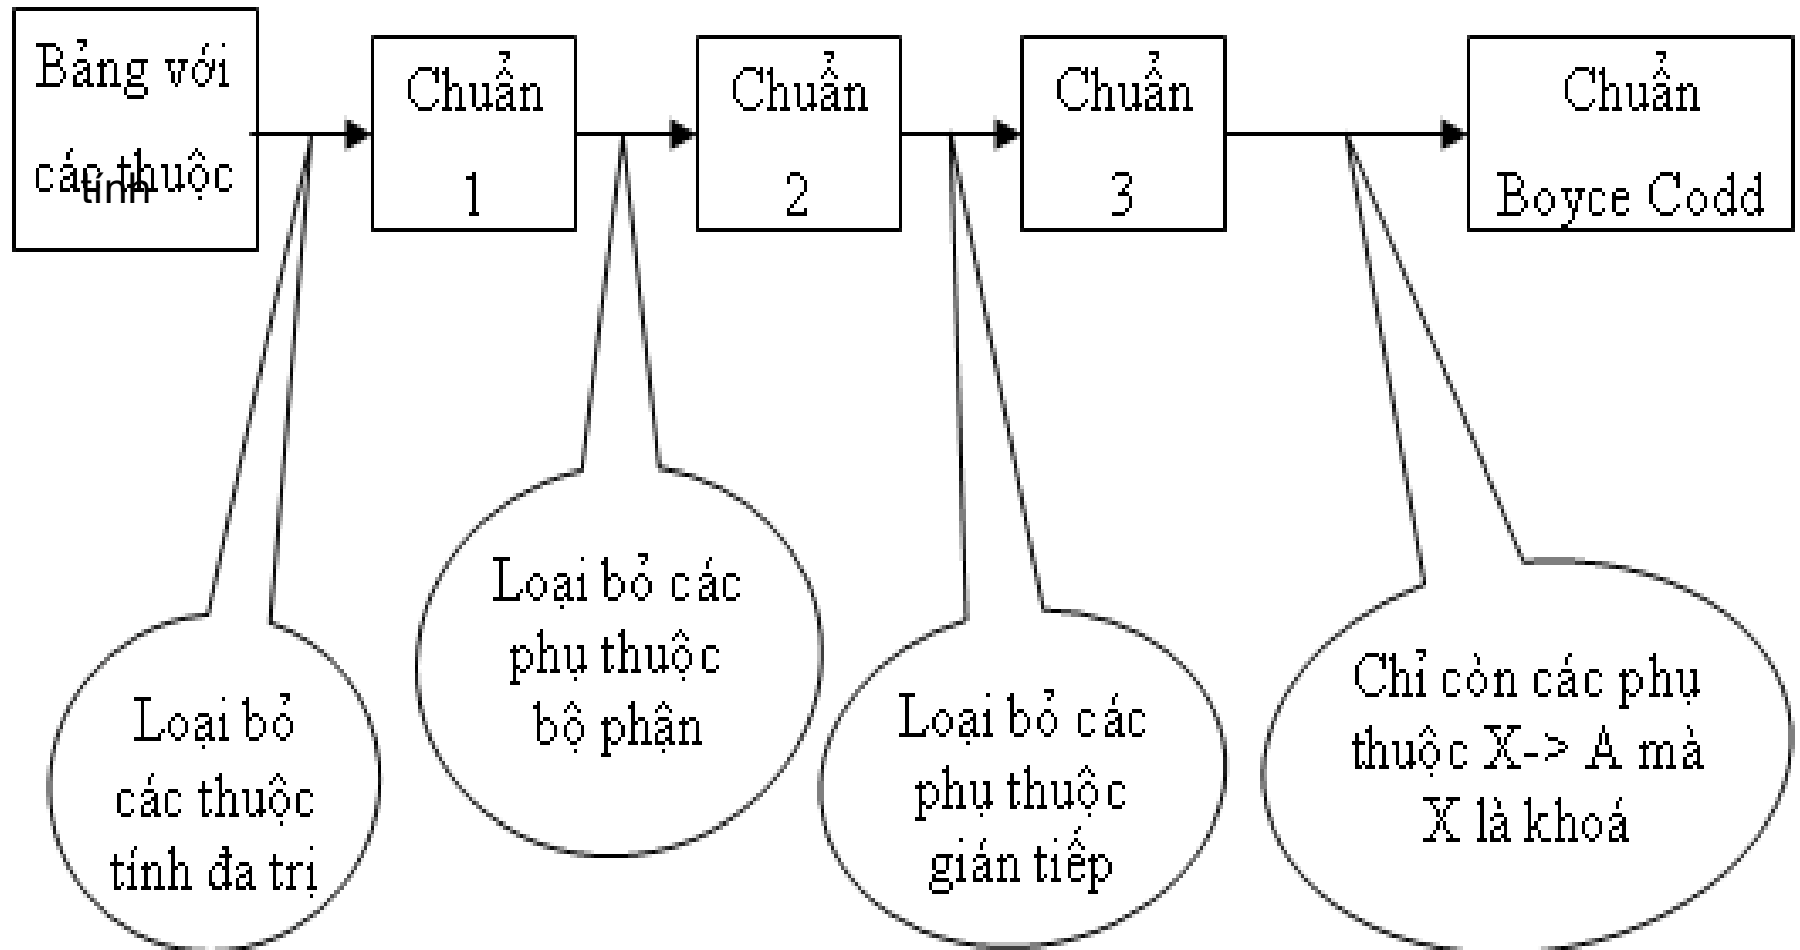 Bảng với
các thuộc
tính
Chuẩn
1
Chuẩn
2
Chuẩn
3
Chuẩn
Boyce Codd
Loại bỏ
các thuộc
tính đa trị
Loại bỏ các
phụ thuộc
bộ phận
Loại bỏ các
phụ thuộc
gián tiếp
Chỉ còn các phụ
thuộc X-> A mà
X là khoá